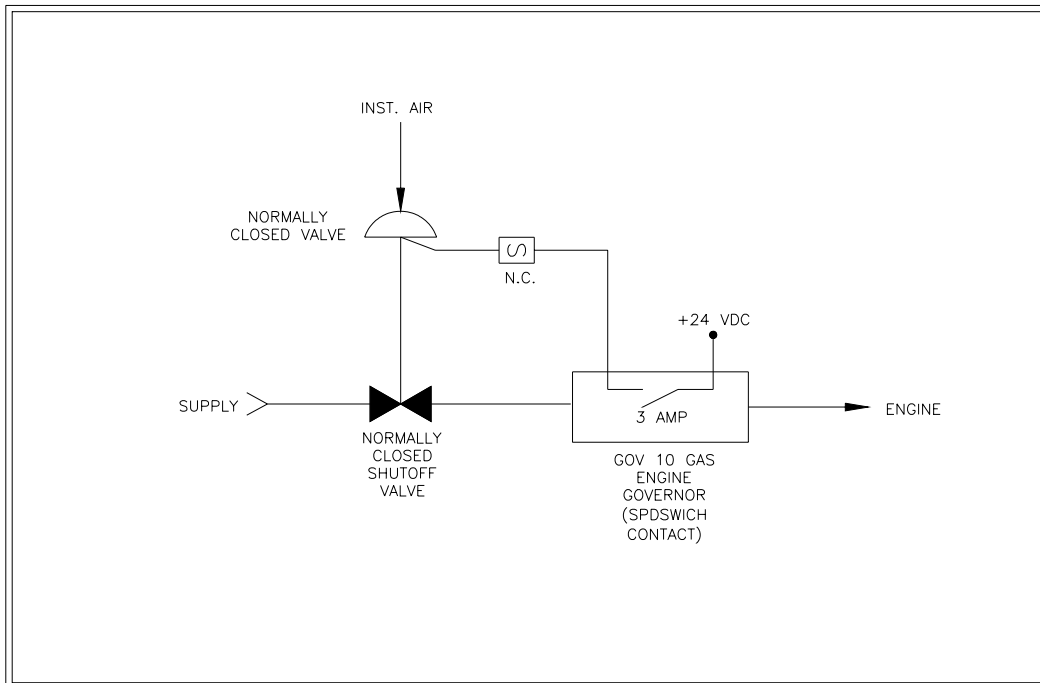 INST. AIR
NORMALLY
CLOSED VALVE
S
N.C.
+24 VDC
SUPPLY
3 AMP
ENGINE
NORMALLY
CLOSED
SHUTOFF
VALVE
GOV 10 GAS
ENGINE
GOVERNOR
(SPDSWICH
CONTACT)